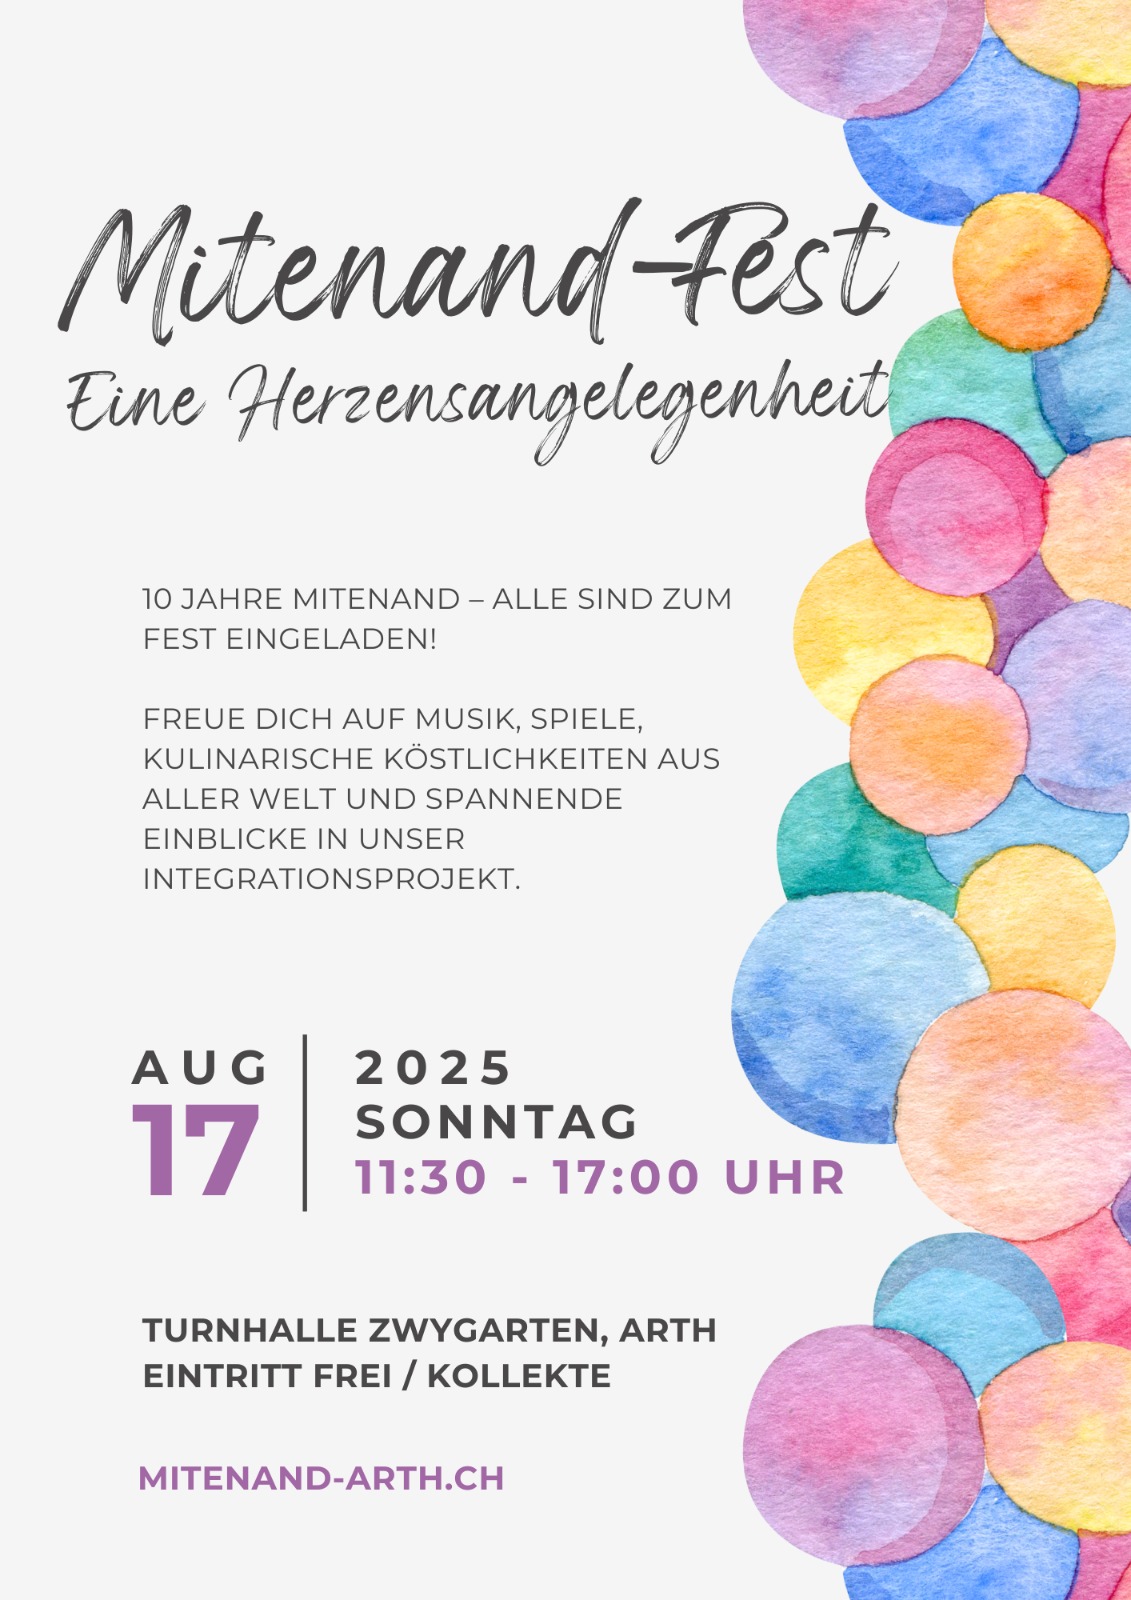 Mitenand-Fest
Eine Herzensangelegenheit
10 JAHRE MITENAND – ALLE SIND ZUM
FEST EINGELADEN!
FREUE DICH AUF MUSIK, SPIELE,
KULINARISCHE KÖSTLICHKEITEN AUS
ALLER WELT UND SPANNENDE
EINBLICKE IN UNSER
INTEGRATIONSPROJEKT.
AUG
17
2025
SONNTAG
11:30 - 17:00 UHR
TURNHALLE ZWYGARTEN, ARTH
EINTRITT FREI / KOLLEKTE
MITENAND-ARTH.CH